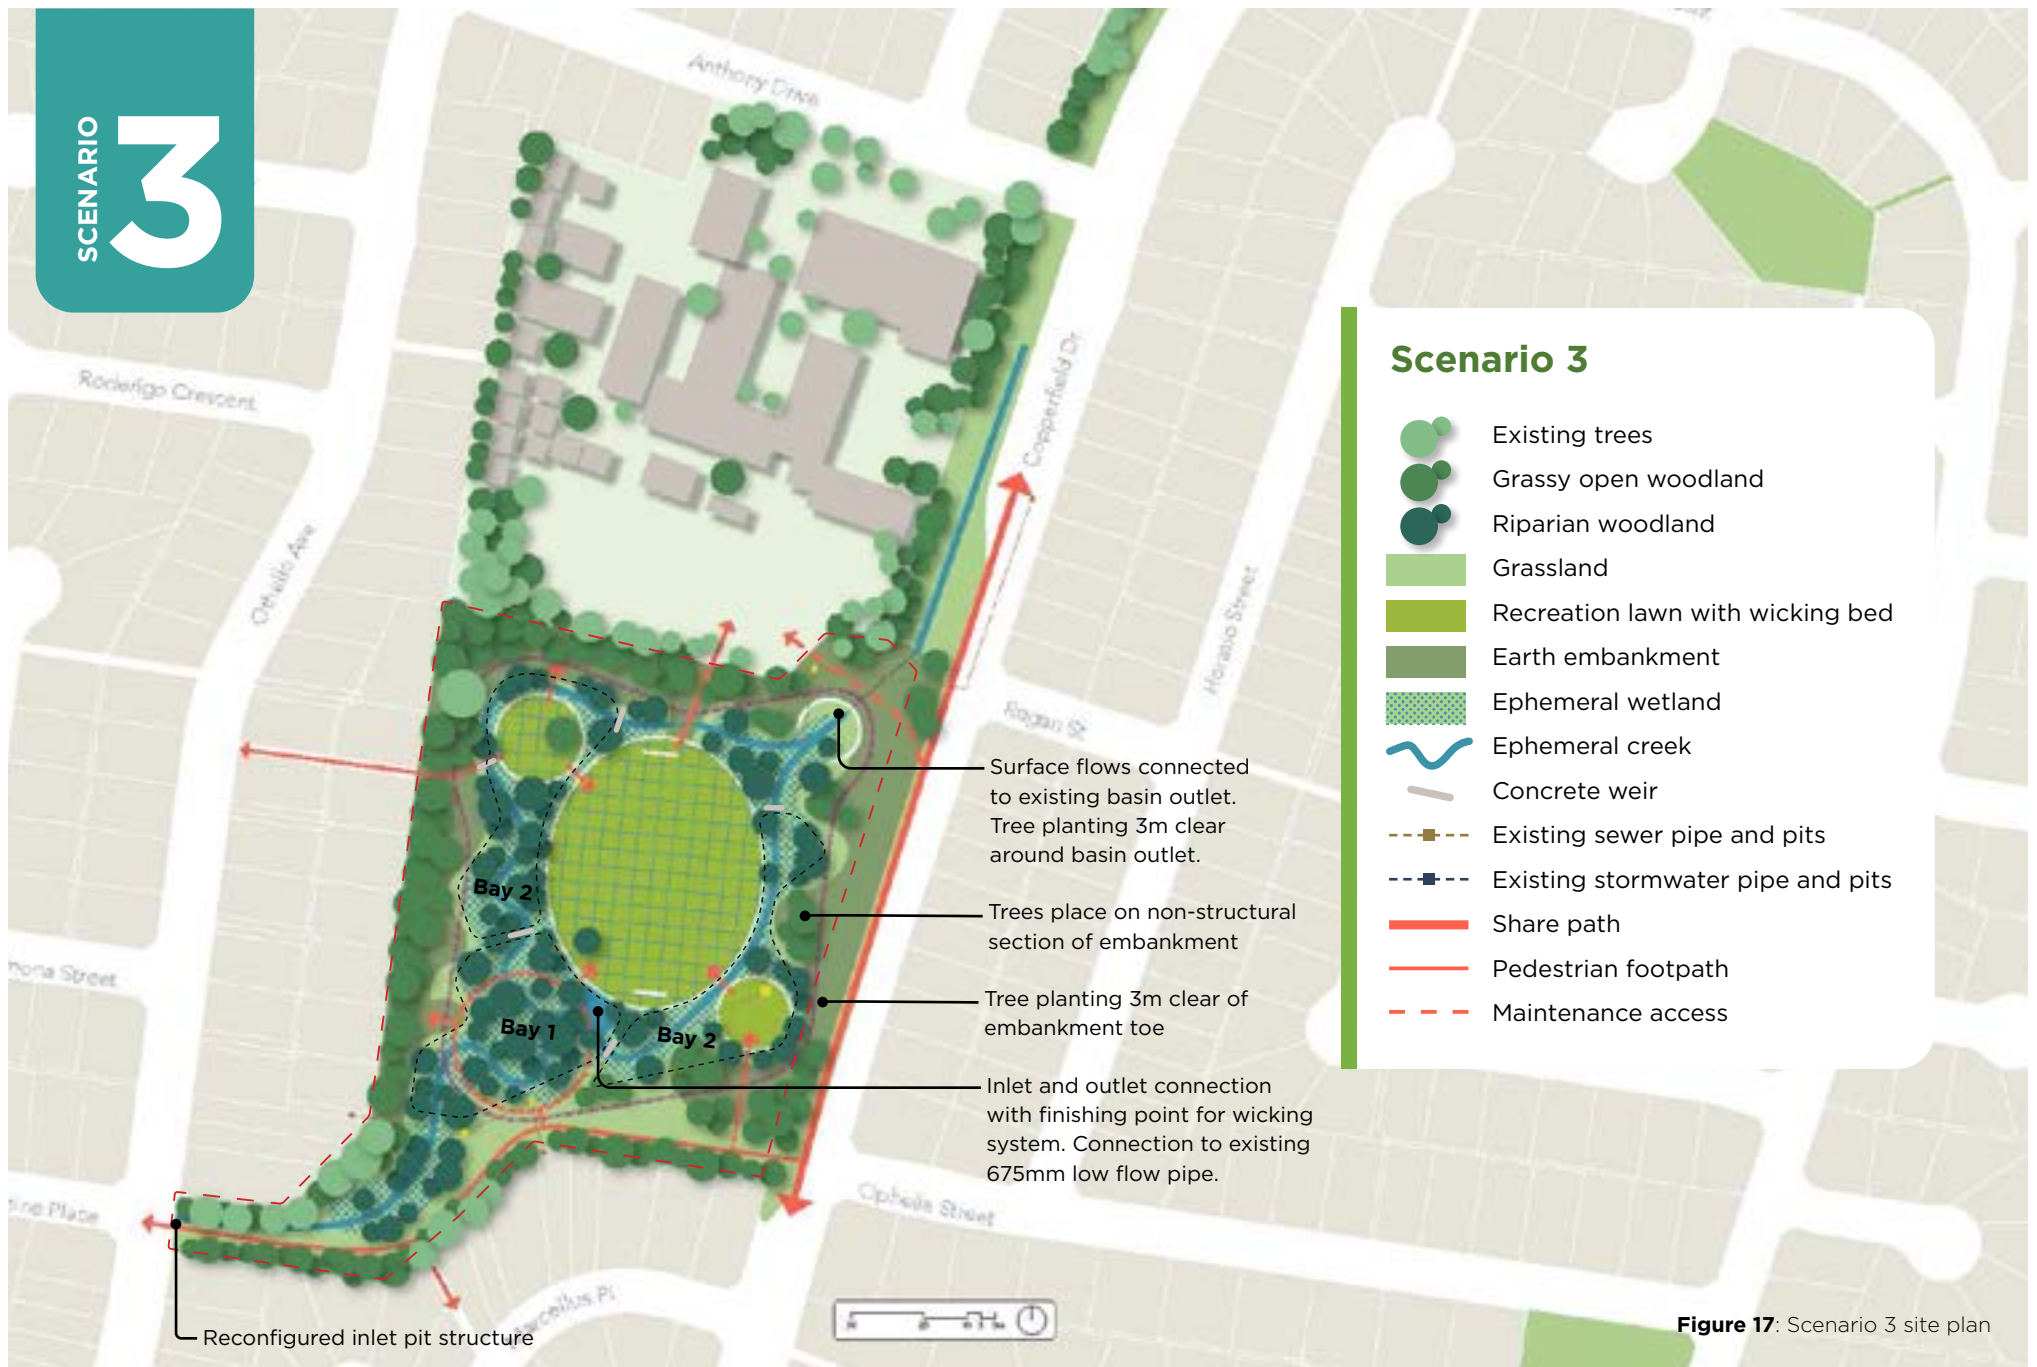 SCENARIO
3
Anthony Drive
Roderigo Crescent
Othello Ave
Copperfield Dr
Horatio Street
Ragan St
Ophelia Street
Street
Place
Marcellus Pl
Bay 2
Bay 1
Bay 2
Surface flows connected
to existing basin outlet.
Tree planting 3m clear
around basin outlet.
Trees place on non-structural
section of embankment
Tree planting 3m clear of
embankment toe
Inlet and outlet connection
with finishing point for wicking
system. Connection to existing
675mm low flow pipe.
Reconfigured inlet pit structure
Scenario 3
Existing trees
Grassy open woodland
Riparian woodland
Grassland
Recreation lawn with wicking bed
Earth embankment
Ephemeral wetland
Ephemeral creek
Concrete weir
Existing sewer pipe and pits
Existing stormwater pipe and pits
Share path
Pedestrian footpath
Maintenance access
Figure 17: Scenario 3 site plan